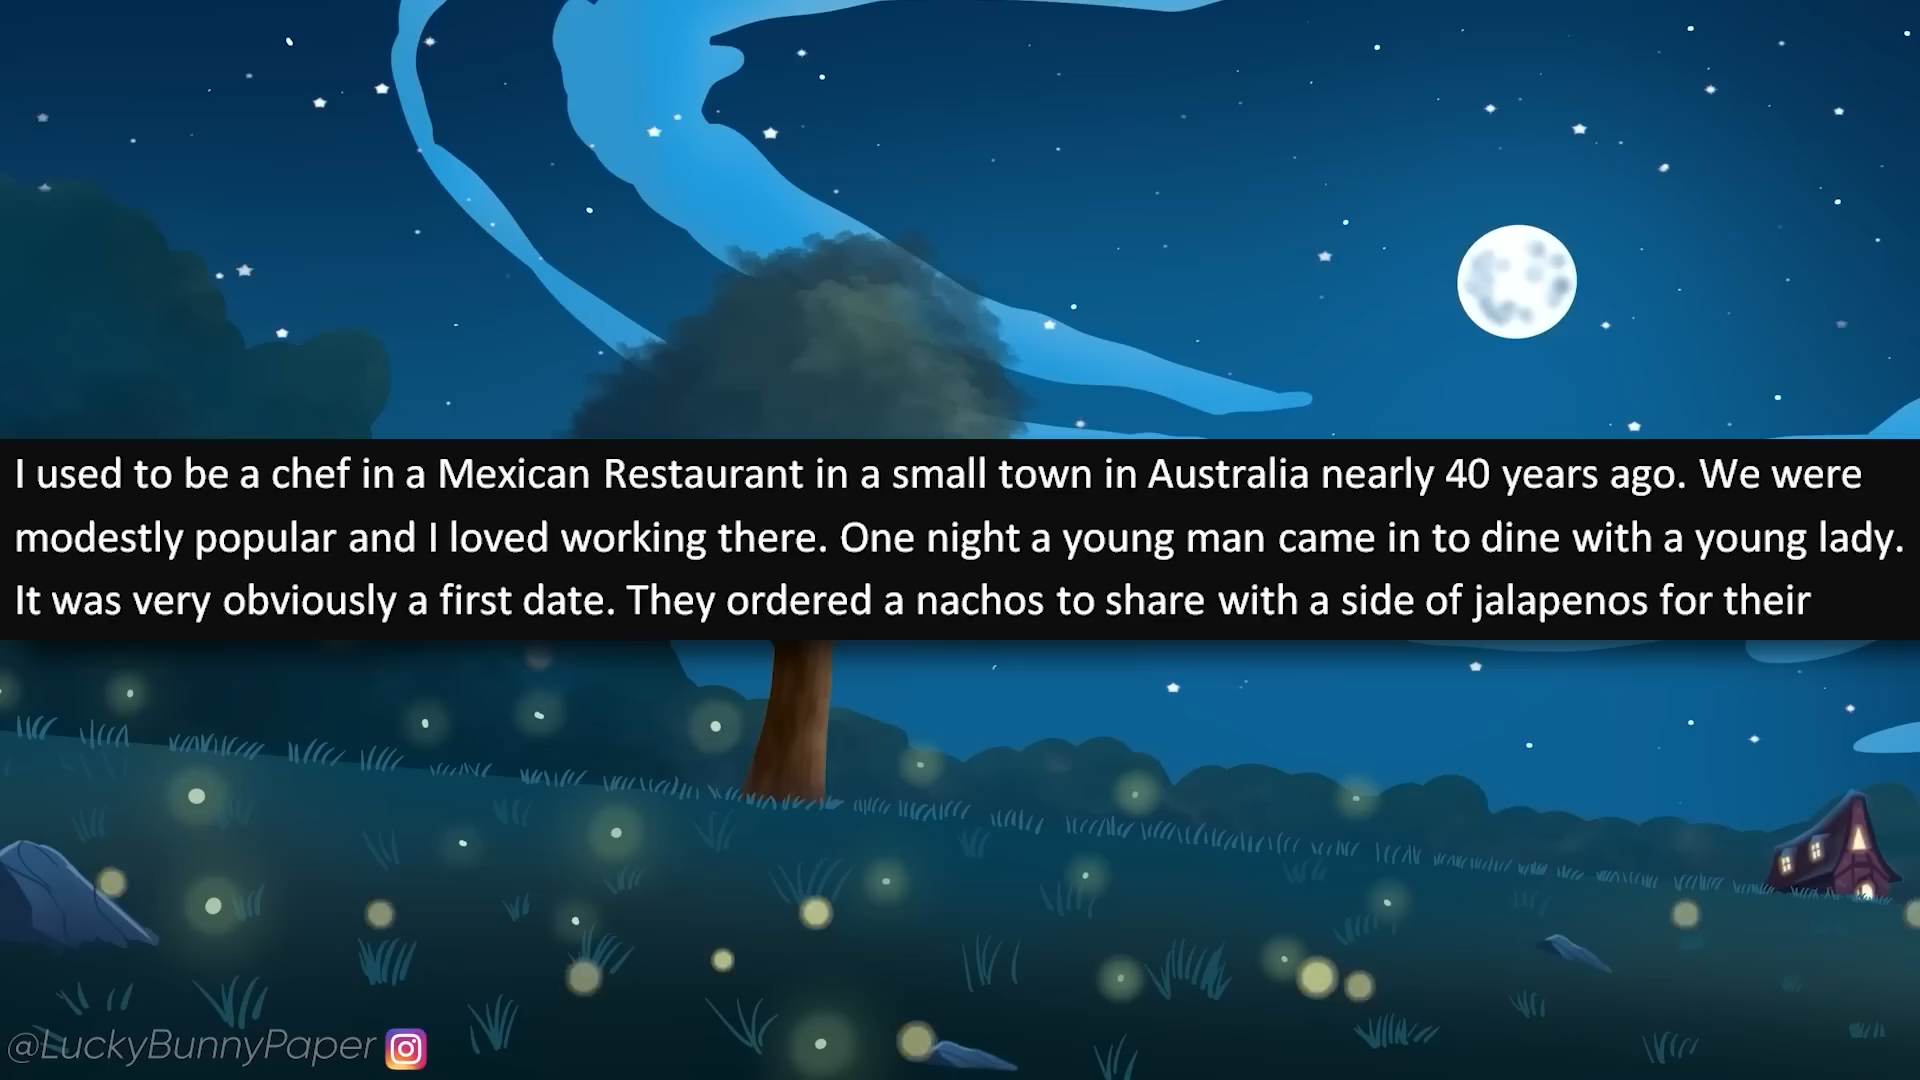 I used to be a chef in a Mexican Restaurant in a small town in Australia nearly 40 years ago. We were
modestly popular and I loved working there. One night a young man came in to dine with a young lady.
It was very obviously a first date. They ordered a nachos to share with a side of jalapenos for their
@LuckyBunnyPaper